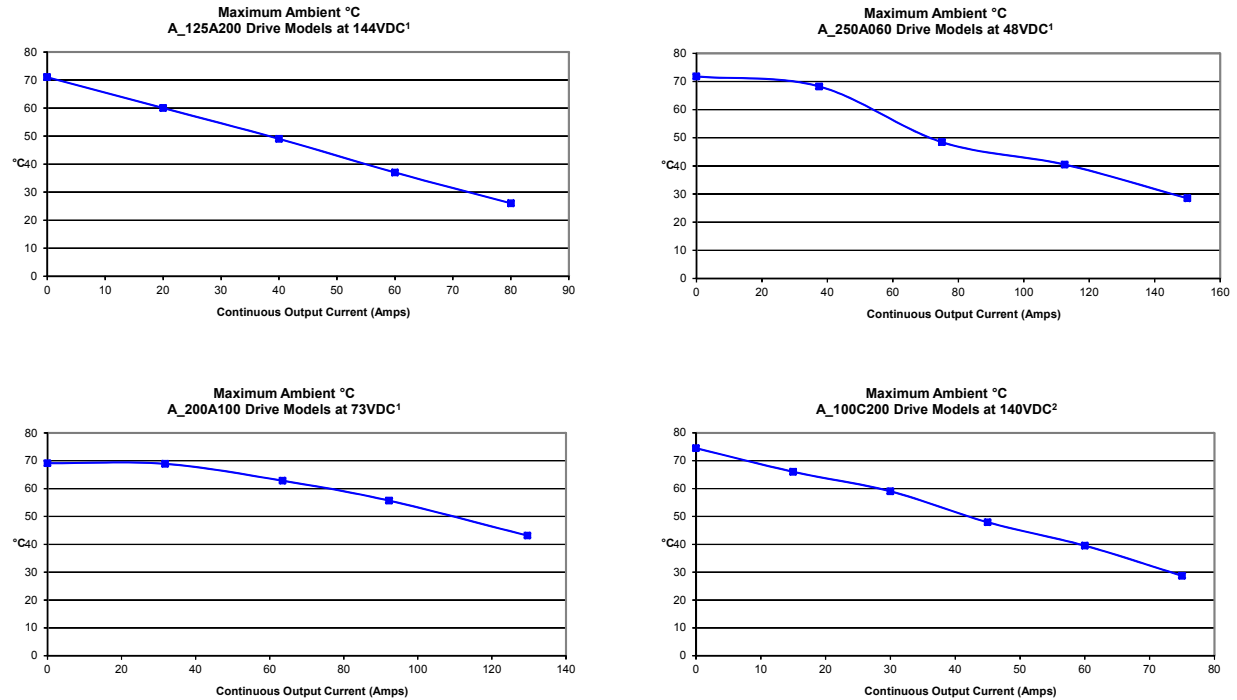 Maximum Ambient °C
A_125A200 Drive Models at 144VDC¹
80
70
60
50
°C40
30
20
10
0
0 10 20 30 40 50 60 70 80 90
Continuous Output Current (Amps)
Maximum Ambient °C
A_250A060 Drive Models at 48VDC¹
80
70
60
50
°C40
30
20
10
0
0 20 40 60 80 100 120 140 160
Continuous Output Current (Amps)
Maximum Ambient °C
A_200A100 Drive Models at 73VDC¹
80
70
60
50
°C40
30
20
10
0
0 20 40 60 80 100 120 140
Continuous Output Current (Amps)
Maximum Ambient °C
A_100C200 Drive Models at 140VDC²
80
70
60
50
°C40
30
20
10
0
0 10 20 30 40 50 60 70 80
Continuous Output Current (Amps)